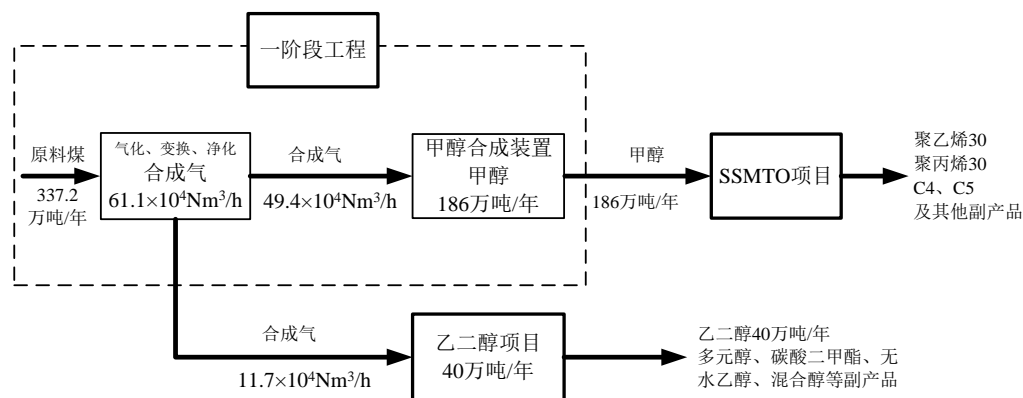 一阶段工程
原料煤
337.2
万吨/年
气化、变换、净化
合成气
61.1×10⁴Nm³/h
合成气
49.4×10⁴Nm³/h
甲醇合成装置
甲醇
186万吨/年
甲醇
186万吨/年
SSMTO项目
聚乙烯30
聚丙烯30
C4、C5
及其他副产品
合成气
11.7×10⁴Nm³/h
乙二醇项目
40万吨/年
乙二醇40万吨/年
多元醇、碳酸二甲酯、无
水乙醇、混合醇等副产品